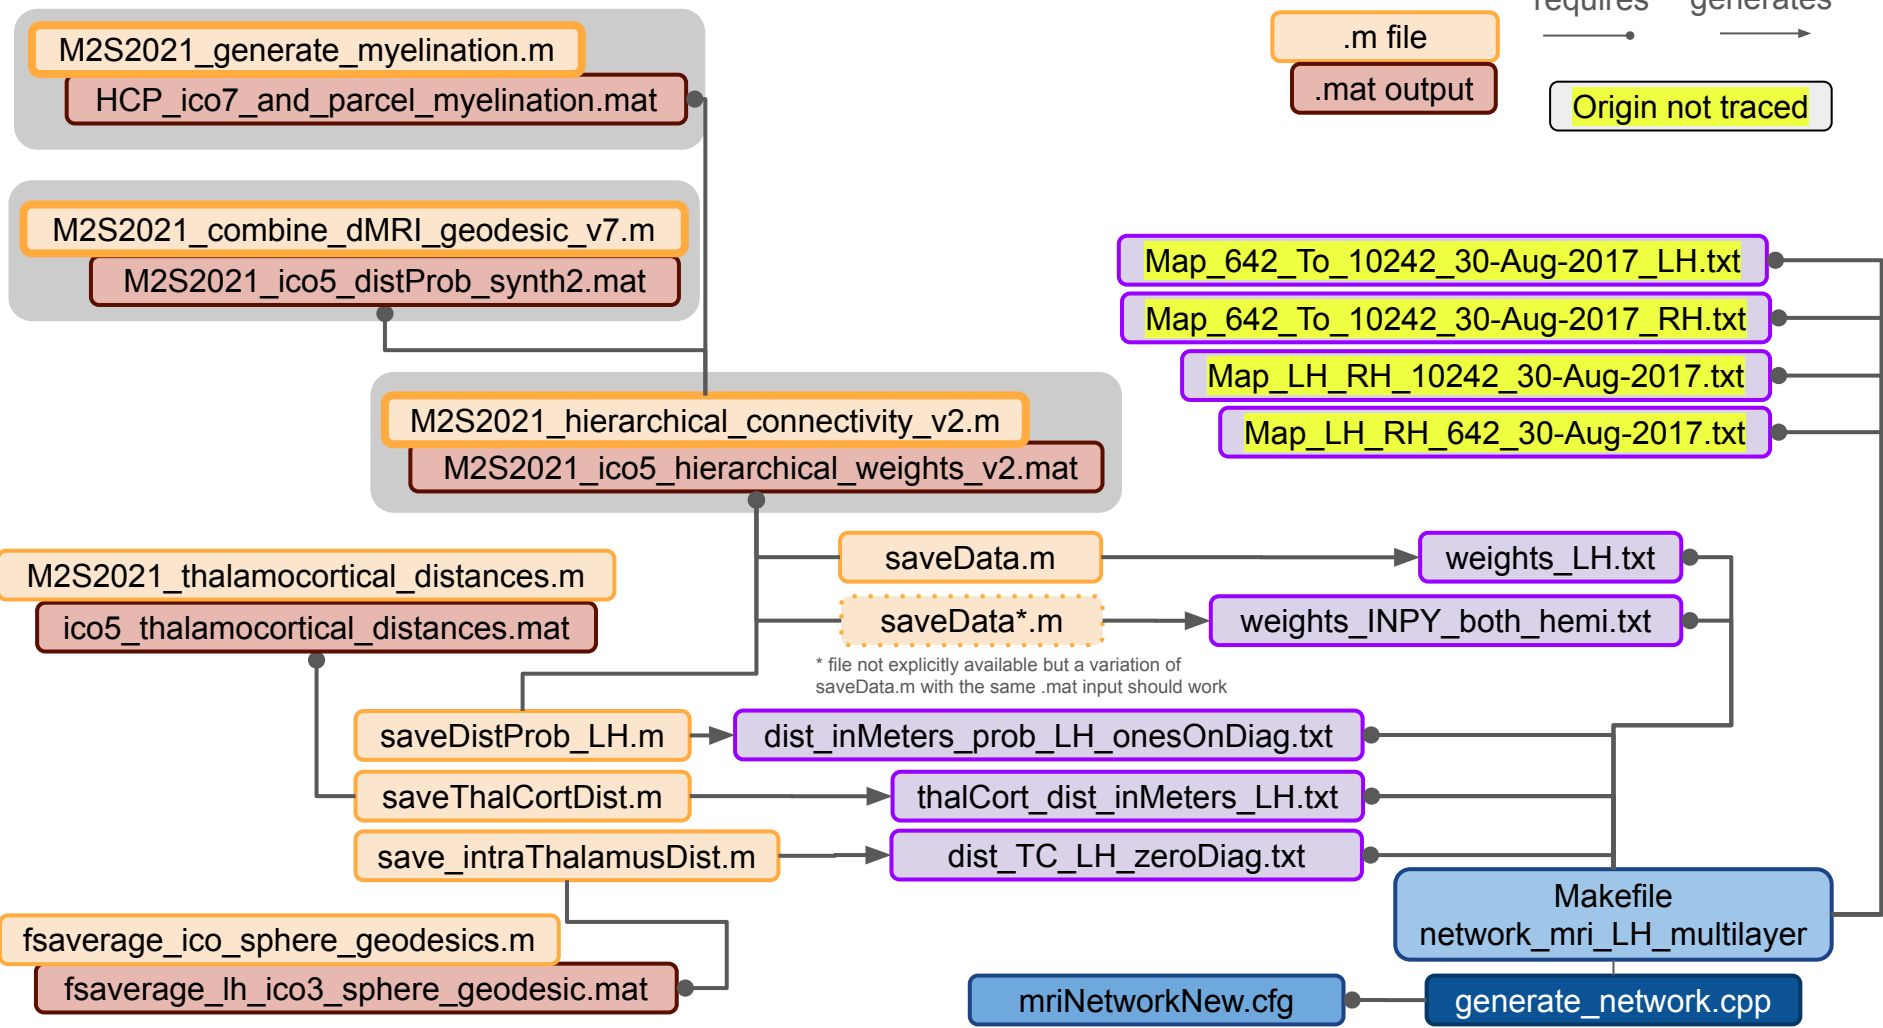 requires generates
M2S2021_generate_myelination.m
HCP_ico7_and_parcel_myelination.mat
.m file
.mat output
Origin not traced
M2S2021_combine_dMRI_geodesic_v7.m
M2S2021_ico5_distProb_synth2.mat
Map_642_To_10242_30-Aug-2017_LH.txt
Map_642_To_10242_30-Aug-2017_RH.txt
Map_LH_RH_10242_30-Aug-2017.txt
Map_LH_RH_642_30-Aug-2017.txt
M2S2021_hierarchical_connectivity_v2.m
M2S2021_ico5_hierarchical_weights_v2.mat
saveData.m
weights_LH.txt
M2S2021_thalamocortical_distances.m
ico5_thalamocortical_distances.mat
saveData*.m
weights_INPY_both_hemi.txt
* file not explicitly available but a variation of
saveData.m with the same .mat input should work
saveDistProb_LH.m
dist_inMeters_prob_LH_onesOnDiag.txt
saveThalCortDist.m
thalCort_dist_inMeters_LH.txt
save_intraThalamusDist.m
dist_TC_LH_zeroDiag.txt
Makefile
network_mri_LH_multilayer
fsaverage_ico_sphere_geodesics.m
fsaverage_lh_ico3_sphere_geodesic.mat
mriNetworkNew.cfg
generate_network.cpp